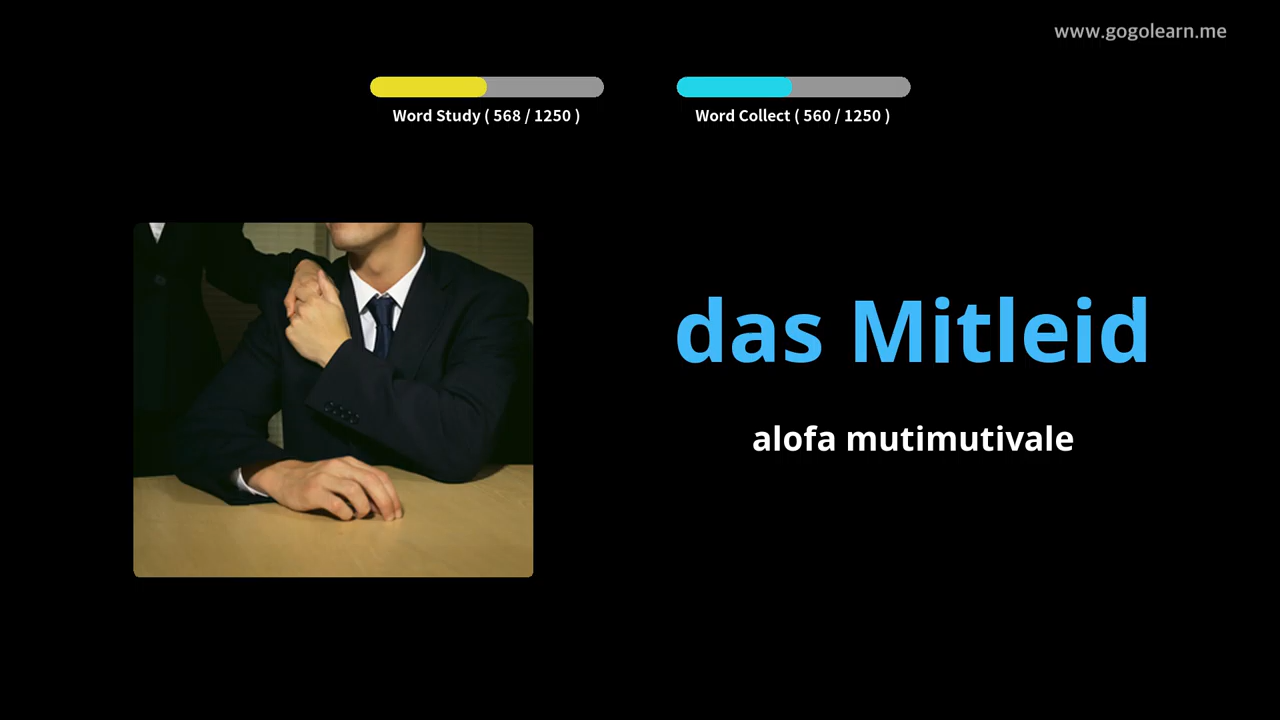 www.gogolearn.me
Word Study ( 568 / 1250 )
Word Collect ( 560 / 1250 )
das Mitleid
alofa mutimutivale